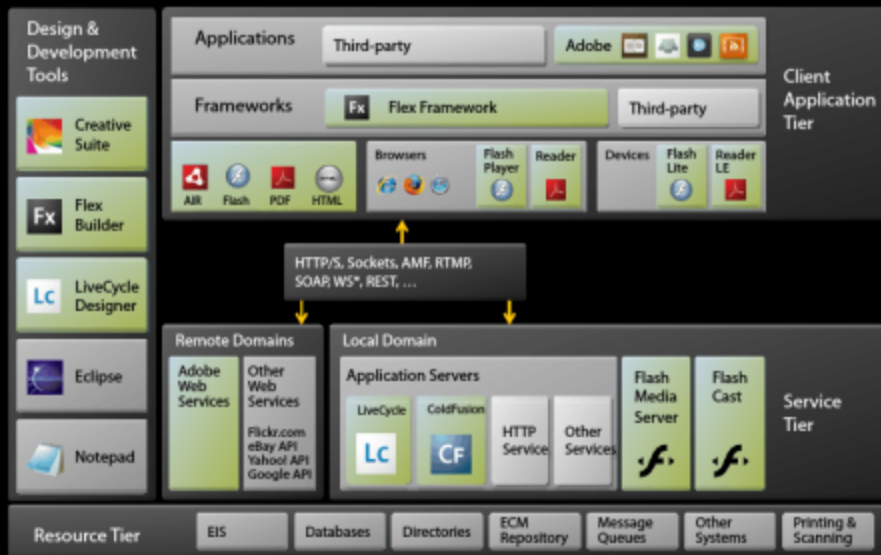 Design &
Development
Tools
Creative
Suite
Fx
Flex
Builder
Lc
LiveCycle
Designer
Eclipse
Notepad
Applications
Third-party
Adobe
Frameworks
Fx
Flex Framework
Third-party
AIR
Flash
PDF
HTML
Browsers
Flash
Player
Reader
Devices
Flash
Lite
Reader
LE
Client
Application
Tier
HTTP/S, Sockets, AMF, RTMP,
SOAP, WS*, REST, ...
Remote Domains
Adobe
Web
Services
Other
Web
Services
Flickr.com
eBay API
Yahoo! API
Google API
Local Domain
Application Servers
LiveCycle
Lc
ColdFusion
CF
HTTP
Service
Other
Services
Flash
Media
Server
Flash
Cast
Service
Tier
Resource Tier
EIS
Databases
Directories
ECM
Repository
Message
Queues
Other
Systems
Printing &
Scanning